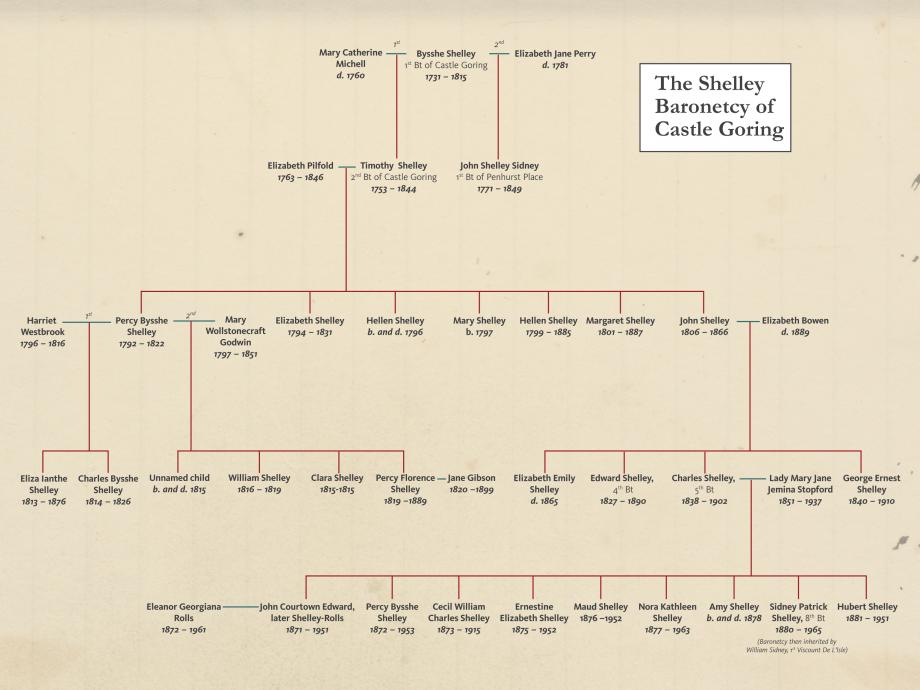 The Shelley
Baronetcy of
Castle Goring
1st
2nd
Mary Catherine
Michell
d. 1760
Bysshe Shelley
1st Bt of Castle Goring
1731 – 1815
Elizabeth Jane Perry
d. 1781
Elizabeth Pilfold
1763 – 1846
Timothy Shelley
2nd Bt of Castle Goring
1753 – 1844
John Shelley Sidney
1st Bt of Penhurst Place
1771 – 1849
Harriet
Westbrook
1796 – 1816
1st
Percy Bysshe
Shelley
1792 – 1822
2nd
Mary
Wollstonecraft
Godwin
1797 – 1851
Elizabeth Shelley
1794 – 1831
Hellen Shelley
b. and d. 1796
Mary Shelley
b. 1797
Hellen Shelley
1799 – 1885
Margaret Shelley
1801 – 1887
John Shelley
1806 – 1866
Elizabeth Bowen
d. 1889
Eliza Ianthe
Shelley
1813 – 1876
Charles Bysshe
Shelley
1814 – 1826
Unnamed child
b. and d. 1815
William Shelley
1816 – 1819
Clara Shelley
1815-1815
Percy Florence
Shelley
1819 –1889
Jane Gibson
1820 –1899
Elizabeth Emily
Shelley
d. 1865
Edward Shelley,
4th Bt
1827 – 1890
Charles Shelley,
5th Bt
1838 – 1902
Lady Mary Jane
Jemina Stopford
1851 – 1937
George Ernest
Shelley
1840 – 1910
Eleanor Georgiana
Rolls
1872 – 1961
John Courtown Edward,
later Shelley-Rolls
1871 – 1951
Percy Bysshe
Shelley
1872 – 1953
Cecil William
Charles Shelley
1873 – 1915
Ernestine
Elizabeth Shelley
1875 – 1952
Maud Shelley
1876 –1952
Nora Kathleen
Shelley
1877 – 1963
Amy Shelley
b. and d. 1878
Sidney Patrick
Shelley, 8th Bt
1880 – 1965
(Baronetcy then inherited by
William Sidney, 1st Viscount De L'Isle)
Hubert Shelley
1881 – 1951